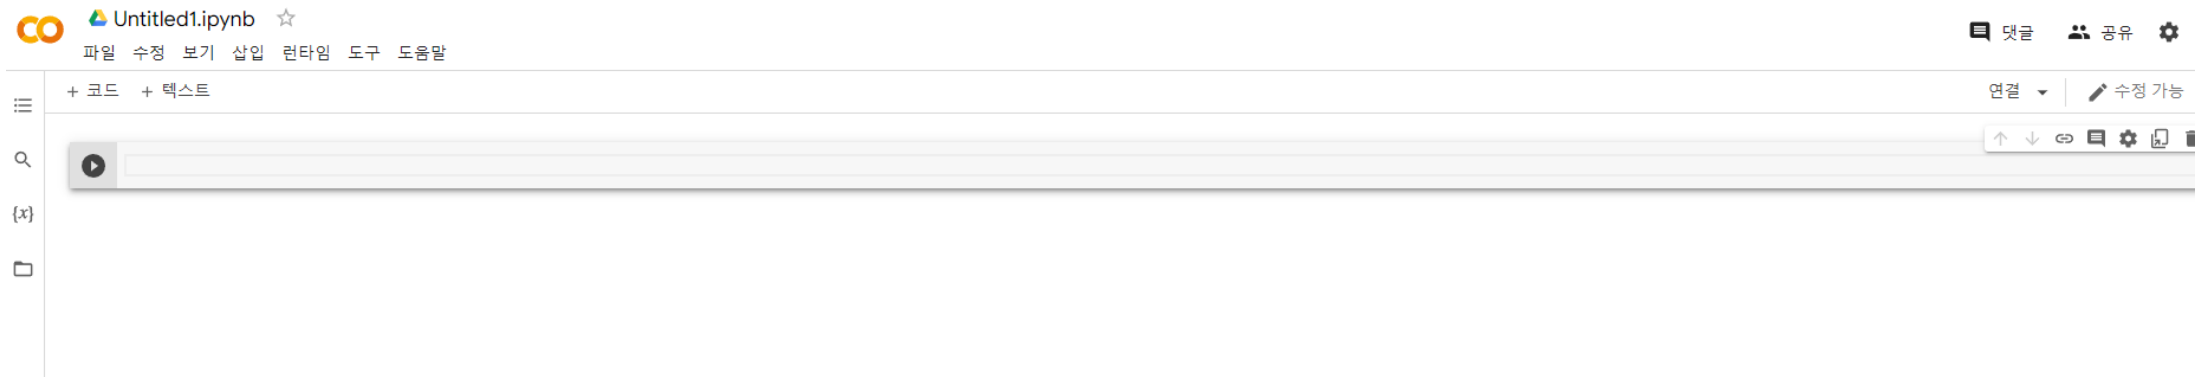 CO Untitled1.ipynb
파일 수정 보기 삽입 런타임 도구 도움말
댓글 공유
+ 코드 + 텍스트
연결 수정 가능
{x}